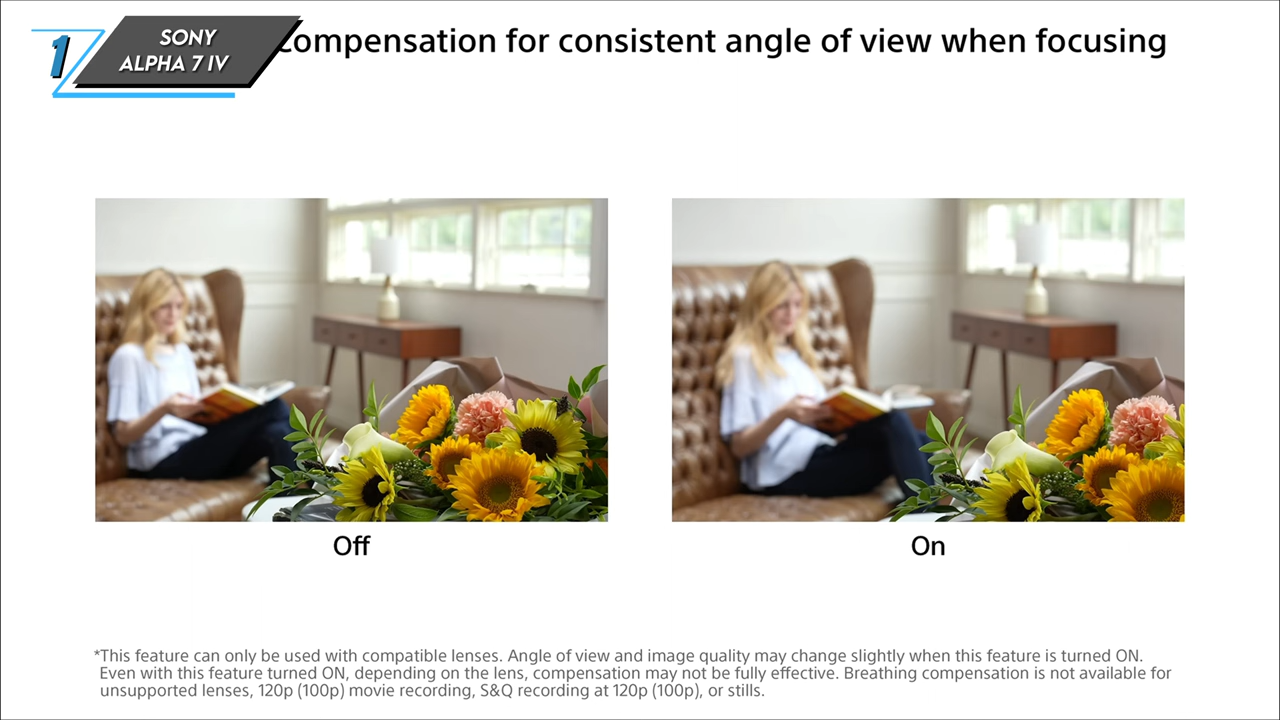 1
SONY
ALPHA 7 IV
Compensation for consistent angle of view when focusing
Off
On
*This feature can only be used with compatible lenses. Angle of view and image quality may change slightly when this feature is turned ON.
Even with this feature turned ON, depending on the lens, compensation may not be fully effective. Breathing compensation is not available for
unsupported lenses, 120p (100p) movie recording, S&Q recording at 120p (100p), or stills.